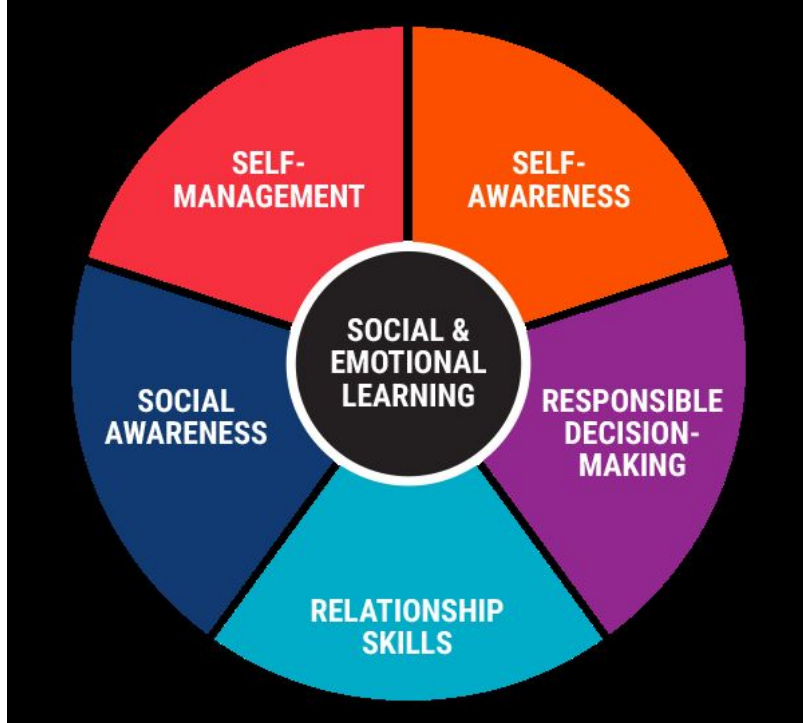 SELF-
MANAGEMENT
SELF-
AWARENESS
SOCIAL &
EMOTIONAL
LEARNING
SOCIAL
AWARENESS
RESPONSIBLE
DECISION-
MAKING
RELATIONSHIP
SKILLS